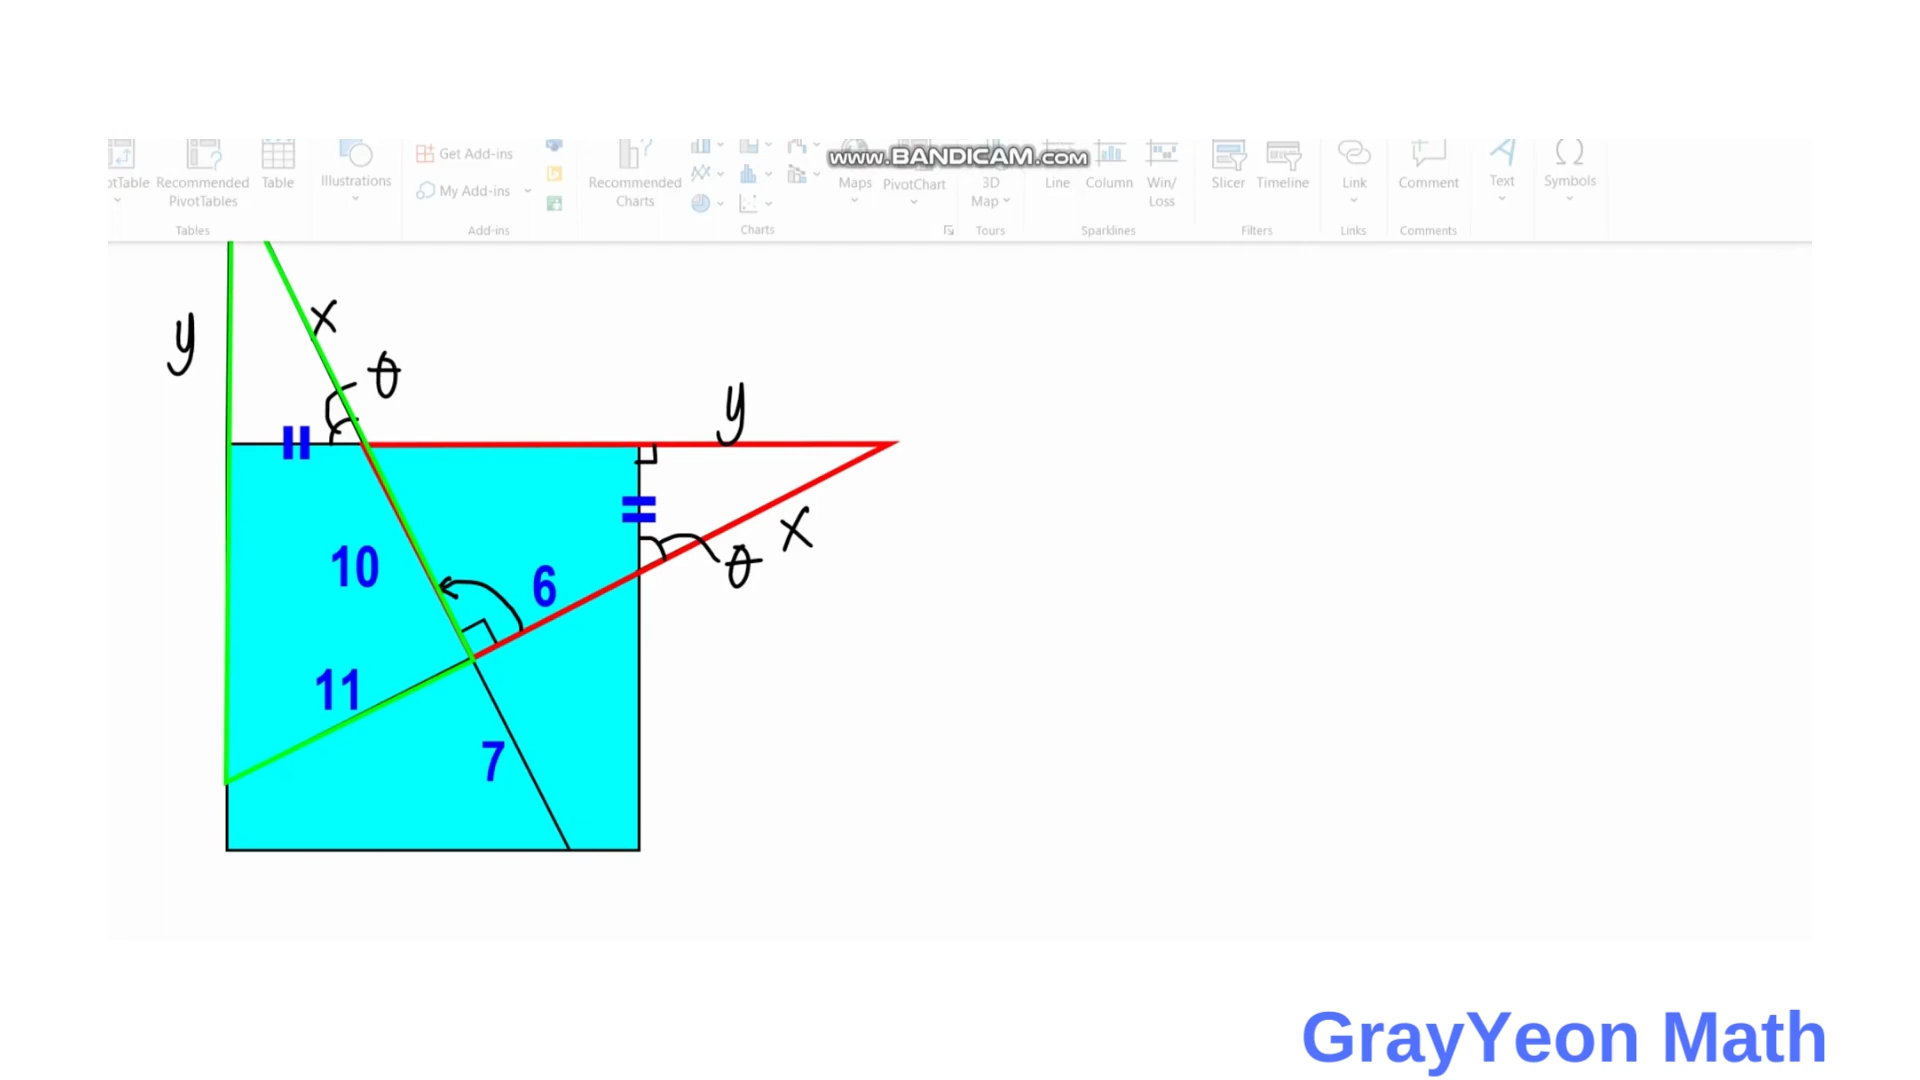 otTable
Recommended
PivotTables
Table
Tables
Illustrations
Get Add-ins
My Add-ins
Add-ins
Recommended
Charts
Charts
www.BANDICAM.com
Maps
PivotChart
3D
Map
Tours
Line
Column
Win/
Loss
Sparklines
Slicer
Timeline
Filters
Link
Links
Comment
Comments
Text
Symbols
y
x
θ
y
10
6
θ
x
11
7
GrayYeon Math